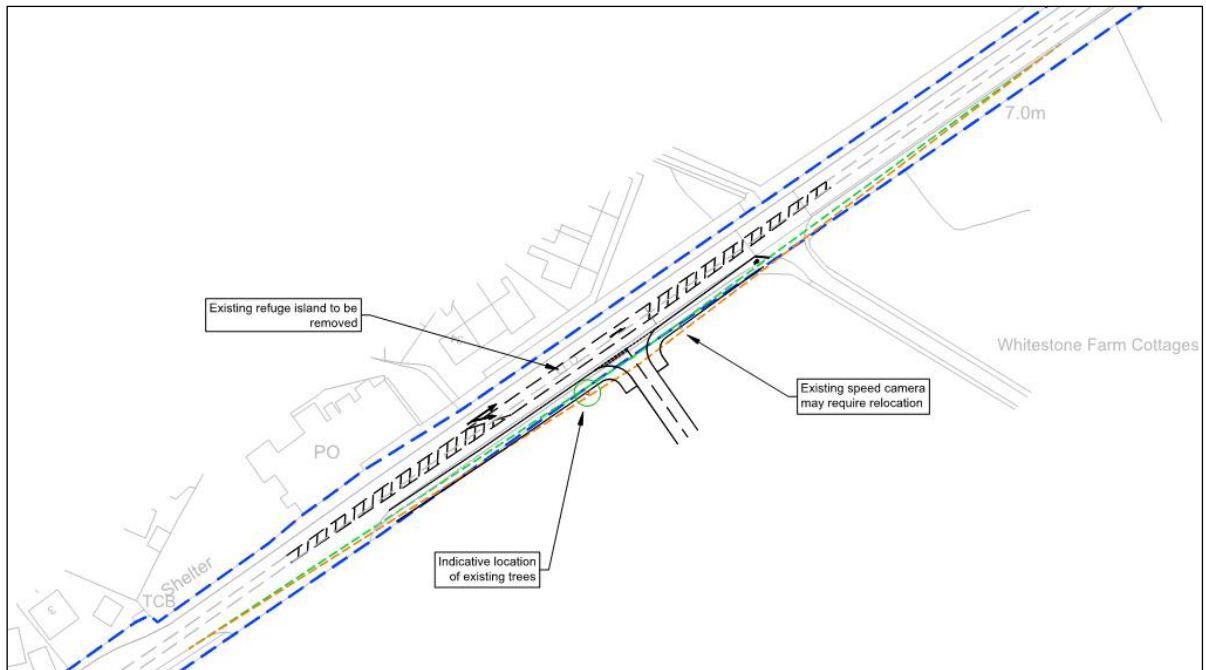 7.0m
Existing refuge island to be
removed
Whitestone Farm Cottages
Existing speed camera
may require relocation
PO
Indicative location
of existing trees
Shelter
TCB